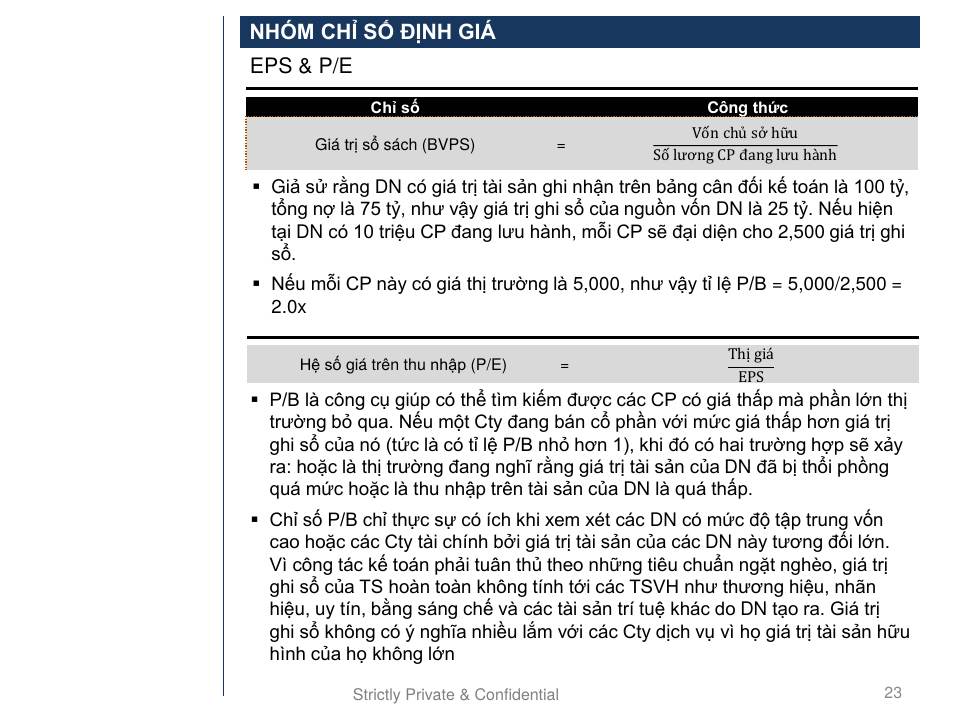 NHÓM CHỈ SỐ ĐỊNH GIÁ
EPS & P/E
Chỉ số Công thức
Giá trị sổ sách (BVPS) = Vốn chủ sở hữu
Số lương CP đang lưu hành
▪ Giả sử rằng DN có giá trị tài sản ghi nhận trên bảng cân đối kế toán là 100 tỷ,
tổng nợ là 75 tỷ, như vậy giá trị ghi sổ của nguồn vốn DN là 25 tỷ. Nếu hiện
tại DN có 10 triệu CP đang lưu hành, mỗi CP sẽ đại diện cho 2,500 giá trị ghi
sổ.
▪ Nếu mỗi CP này có giá thị trường là 5,000, như vậy tỉ lệ P/B = 5,000/2,500 =
2.0x
Hệ số giá trên thu nhập (P/E) = Thị giá
EPS
▪ P/B là công cụ giúp có thể tìm kiếm được các CP có giá thấp mà phần lớn thị
trường bỏ qua. Nếu một Cty đang bán cổ phần với mức giá thấp hơn giá trị
ghi sổ của nó (tức là có tỉ lệ P/B nhỏ hơn 1), khi đó có hai trường hợp sẽ xảy
ra: hoặc là thị trường đang nghĩ rằng giá trị tài sản của DN đã bị thổi phồng
quá mức hoặc là thu nhập trên tài sản của DN là quá thấp.
▪ Chỉ số P/B chỉ thực sự có ích khi xem xét các DN có mức độ tập trung vốn
cao hoặc các Cty tài chính bởi giá trị tài sản của các DN này tương đối lớn.
Vì công tác kế toán phải tuân thủ theo những tiêu chuẩn ngặt nghèo, giá trị
ghi sổ của TS hoàn toàn không tính tới các TSVH như thương hiệu, nhãn
hiệu, uy tín, bằng sáng chế và các tài sản trí tuệ khác do DN tạo ra. Giá trị
ghi sổ không có ý nghĩa nhiều lắm với các Cty dịch vụ vì họ giá trị tài sản hữu
hình của họ không lớn
Strictly Private & Confidential 23